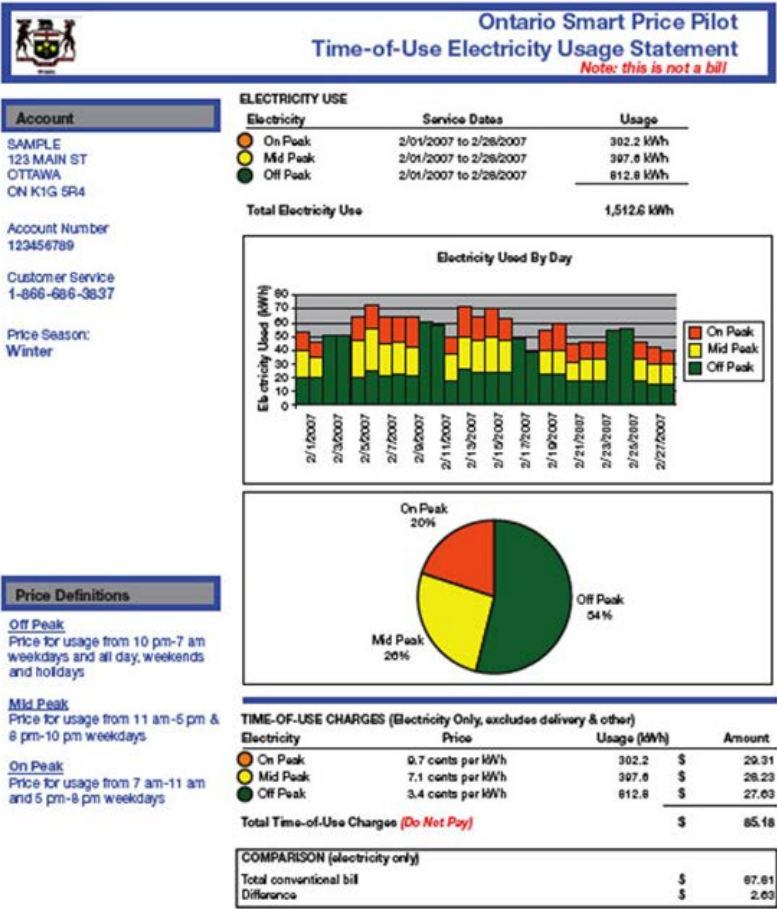 Ontario Smart Price Pilot
Time-of-Use Electricity Usage Statement
Note: this is not a bill
Account
SAMPLE
123 MAIN ST
OTTAWA
ON K1G 5R4
Account Number
123456789
Customer Service
1-866-686-3837
Price Season:
Winter
ELECTRICITY USE
Electricity Service Dates Usage
On Peak 2/01/2007 to 2/28/2007 302.2 kWh
Mid Peak 2/01/2007 to 2/28/2007 397.6 kWh
Off Peak 2/01/2007 to 2/28/2007 812.8 kWh
Total Electricity Use 1,512.6 kWh
Electricity Used By Day
Electricity Used (kWh)
80
70
60
50
40
30
20
10
0
2/1/2007
2/3/2007
2/5/2007
2/7/2007
2/9/2007
2/11/2007
2/13/2007
2/15/2007
2/17/2007
2/19/2007
2/21/2007
2/23/2007
2/25/2007
2/27/2007
On Peak
Mid Peak
Off Peak
On Peak
20%
Off Peak
54%
Mid Peak
26%
Price Definitions
Off Peak
Price for usage from 10 pm-7 am
weekdays and all day, weekends
and holidays
Mid Peak
Price for usage from 11 am-5 pm &
8 pm-10 pm weekdays
On Peak
Price for usage from 7 am-11 am
and 5 pm-8 pm weekdays
TIME-OF-USE CHARGES (Electricity Only, excludes delivery & other)
Electricity Price Usage (kWh) Amount
On Peak 9.7 cents per kWh 302.2 $ 29.31
Mid Peak 7.1 cents per kWh 397.6 $ 28.23
Off Peak 3.4 cents per kWh 812.8 $ 27.63
Total Time-of-Use Charges (Do Not Pay) $ 85.18
COMPARISON (electricity only)
Total conventional bill $ 87.81
Difference $ 2.63